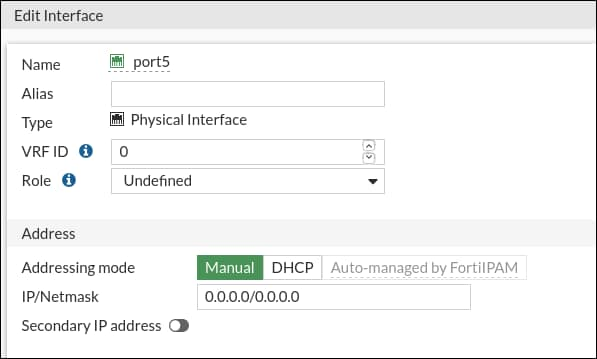 Edit Interface
Name port5
Alias
Type Physical Interface
VRF ID 0
Role Undefined
Address
Addressing mode Manual DHCP Auto-managed by FortiIPAM
IP/Netmask 0.0.0.0/0.0.0.0
Secondary IP address